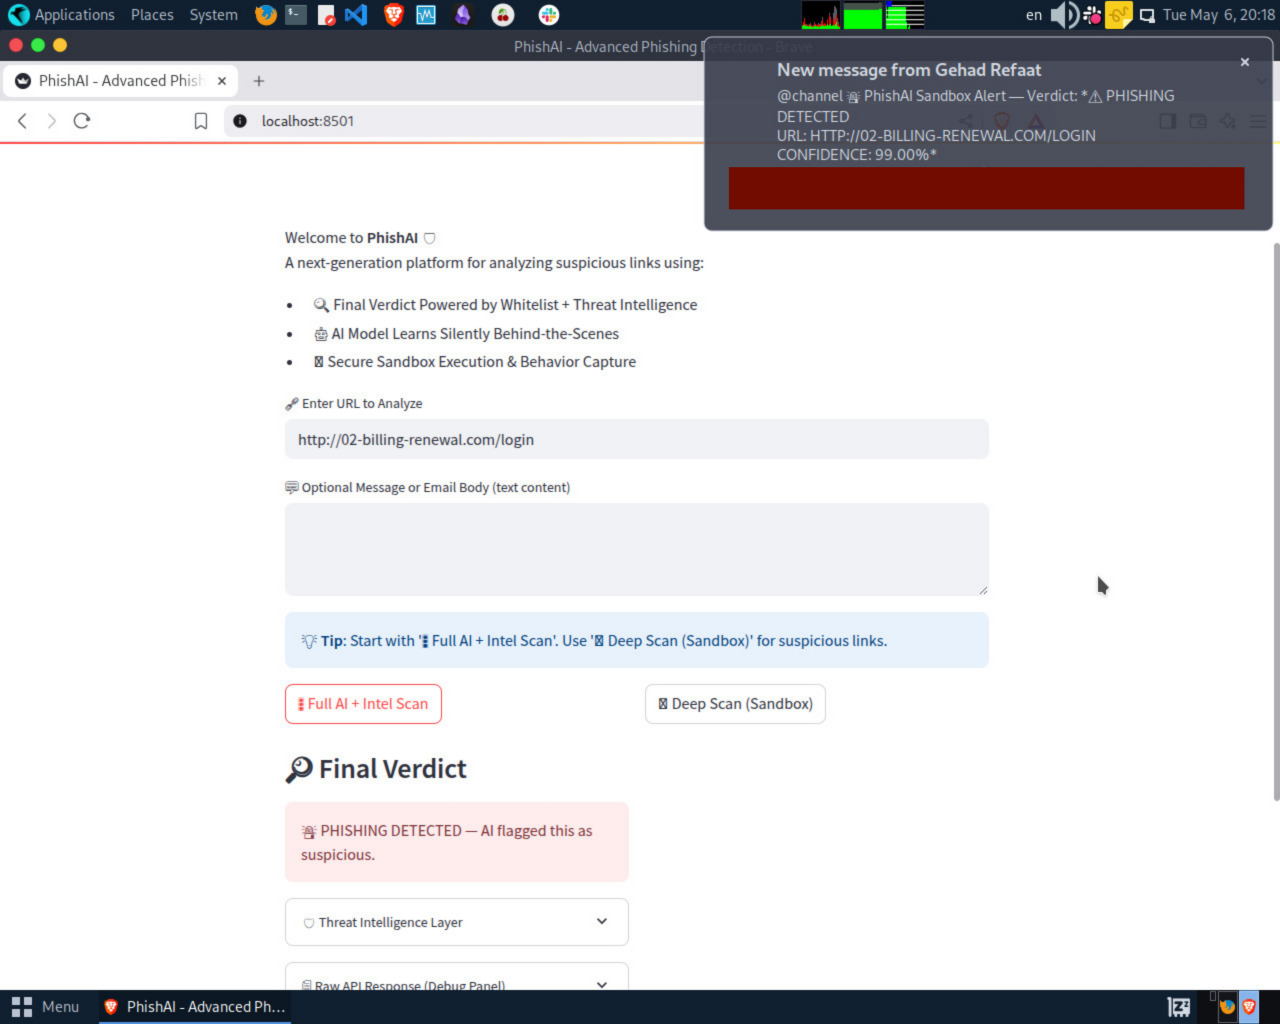 Applications Places System
en Tue May 6, 20:18
PhishAI - Advanced Phishing Detection - Brave
PhishAI - Advanced Phish
localhost:8501
New message from Gehad Refaat
@channel 🚨 PhishAI Sandbox Alert — Verdict: *⚠ PHISHING
DETECTED
URL: HTTP://02-BILLING-RENEWAL.COM/LOGIN
CONFIDENCE: 99.00%*
Welcome to PhishAI
A next-generation platform for analyzing suspicious links using:
• 🔍 Final Verdict Powered by Whitelist + Threat Intelligence
• 🤖 AI Model Learns Silently Behind-the-Scenes
• Secure Sandbox Execution & Behavior Capture
🔗 Enter URL to Analyze
http://02-billing-renewal.com/login
💬 Optional Message or Email Body (text content)
💡 Tip: Start with '🚦 Full AI + Intel Scan'. Use ' Deep Scan (Sandbox)' for suspicious links.
🚦 Full AI + Intel Scan
Deep Scan (Sandbox)
🔎 Final Verdict
🚨 PHISHING DETECTED — AI flagged this as
suspicious.
🛡 Threat Intelligence Layer
Raw API Response (Debug Panel)
Menu PhishAI - Advanced Ph...